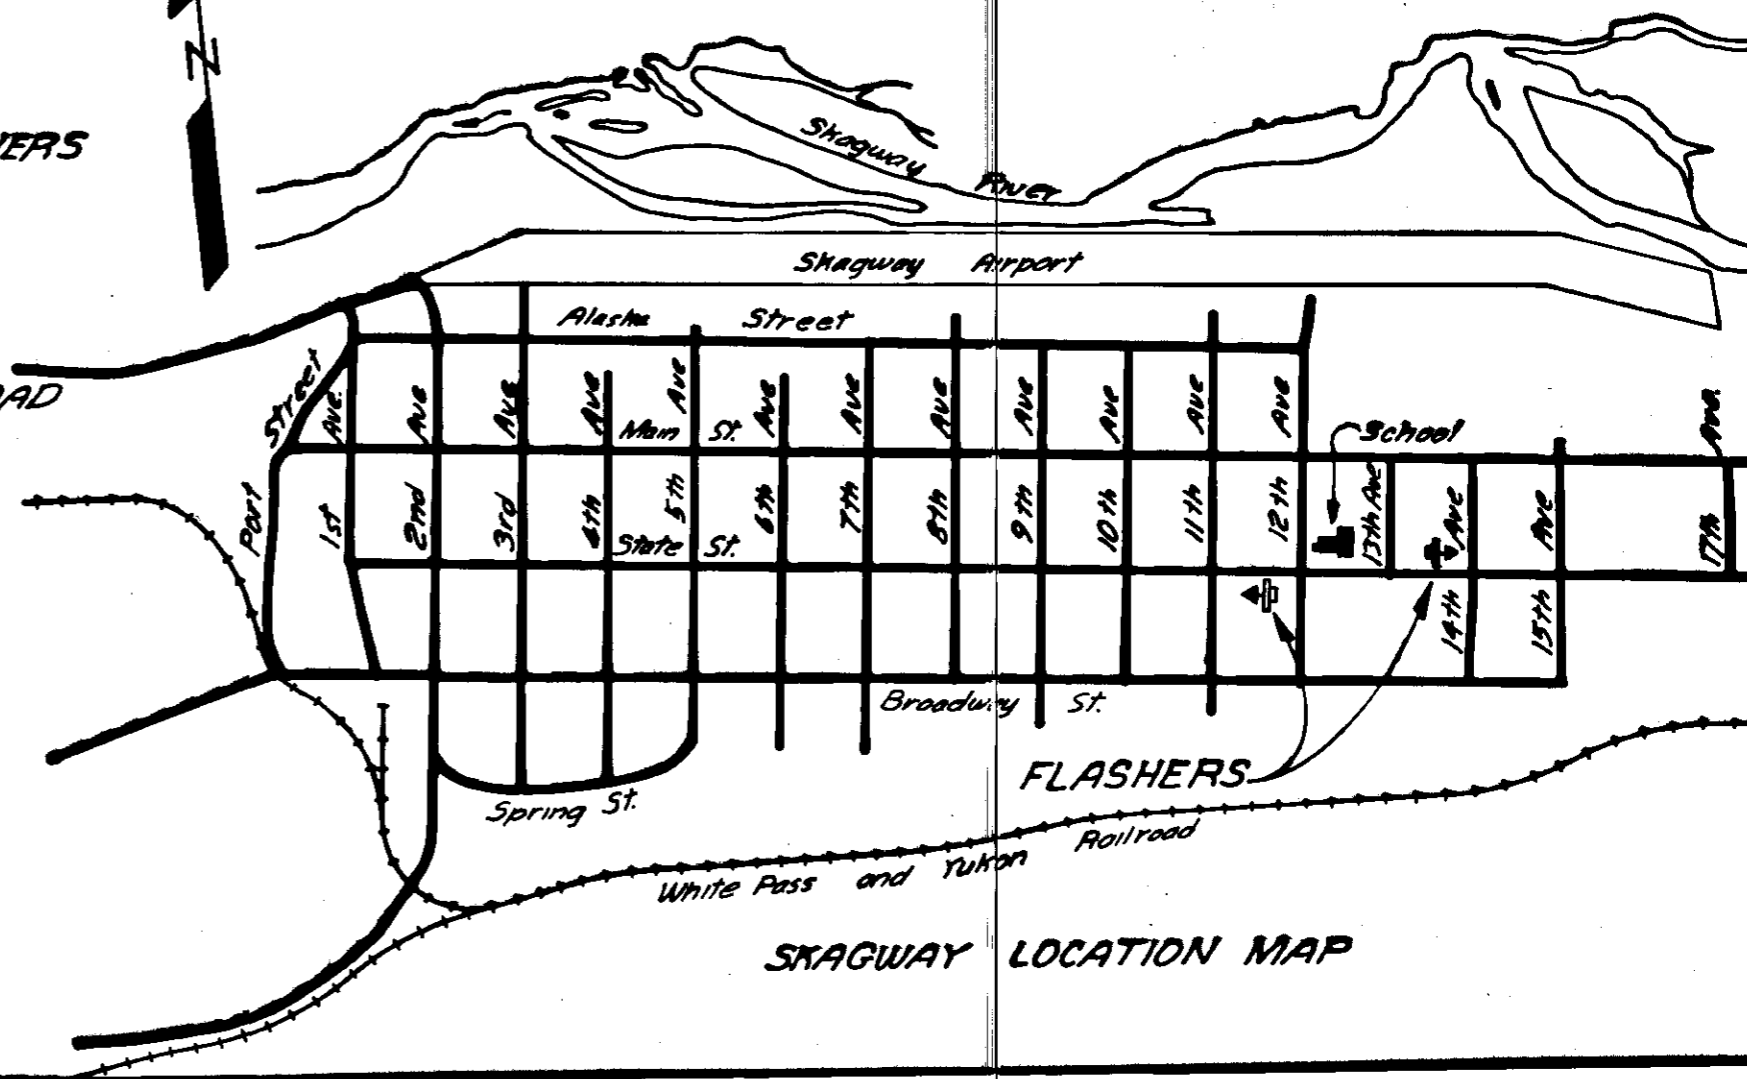 N
VERS
Skagway River
Skagway Airport
Alaska Street
OAD
Port Street
1st Ave.
2nd Ave
3rd Ave
4th Ave
5th Ave
6th Ave
7th Ave
8th Ave
9th Ave
10th Ave
11th Ave
12th Ave
School
13th Ave
14th Ave
15th Ave
17th Ave.
Main St.
State St.
Broadway St.
FLASHERS
Spring St.
White Pass and Yukon Railroad
SKAGWAY LOCATION MAP